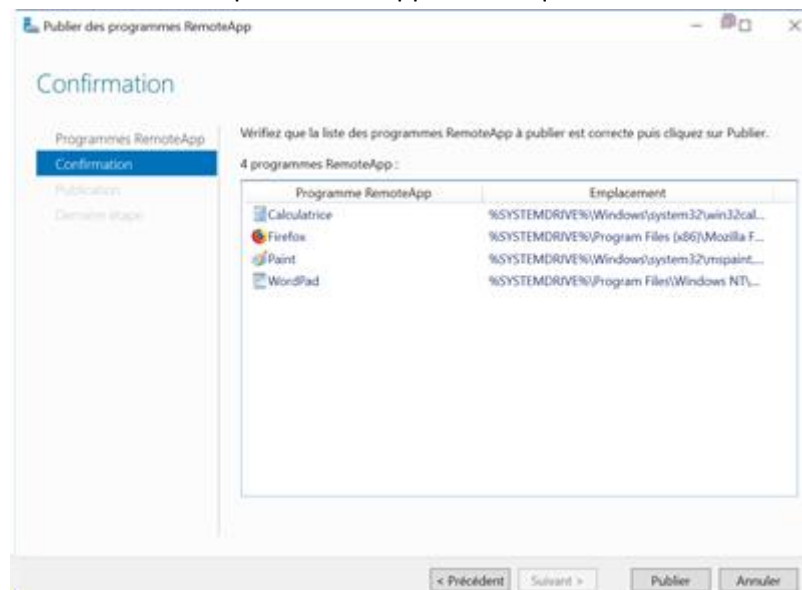 Publier des programmes RemoteApp
Confirmation
Programmes RemoteApp
Confirmation
Publication
Dernière étape
Vérifiez que la liste des programmes RemoteApp à publier est correcte puis cliquez sur Publier.
4 programmes RemoteApp :
Programme RemoteApp Emplacement
Calculatrice %SYSTEMDRIVE%\Windows\system32\win32cal...
Firefox %SYSTEMDRIVE%\Program Files (x86)\Mozilla F...
Paint %SYSTEMDRIVE%\Windows\system32\mspaint....
WordPad %SYSTEMDRIVE%\Program Files\Windows NT\...
< Précédent Suivant > Publier Annuler